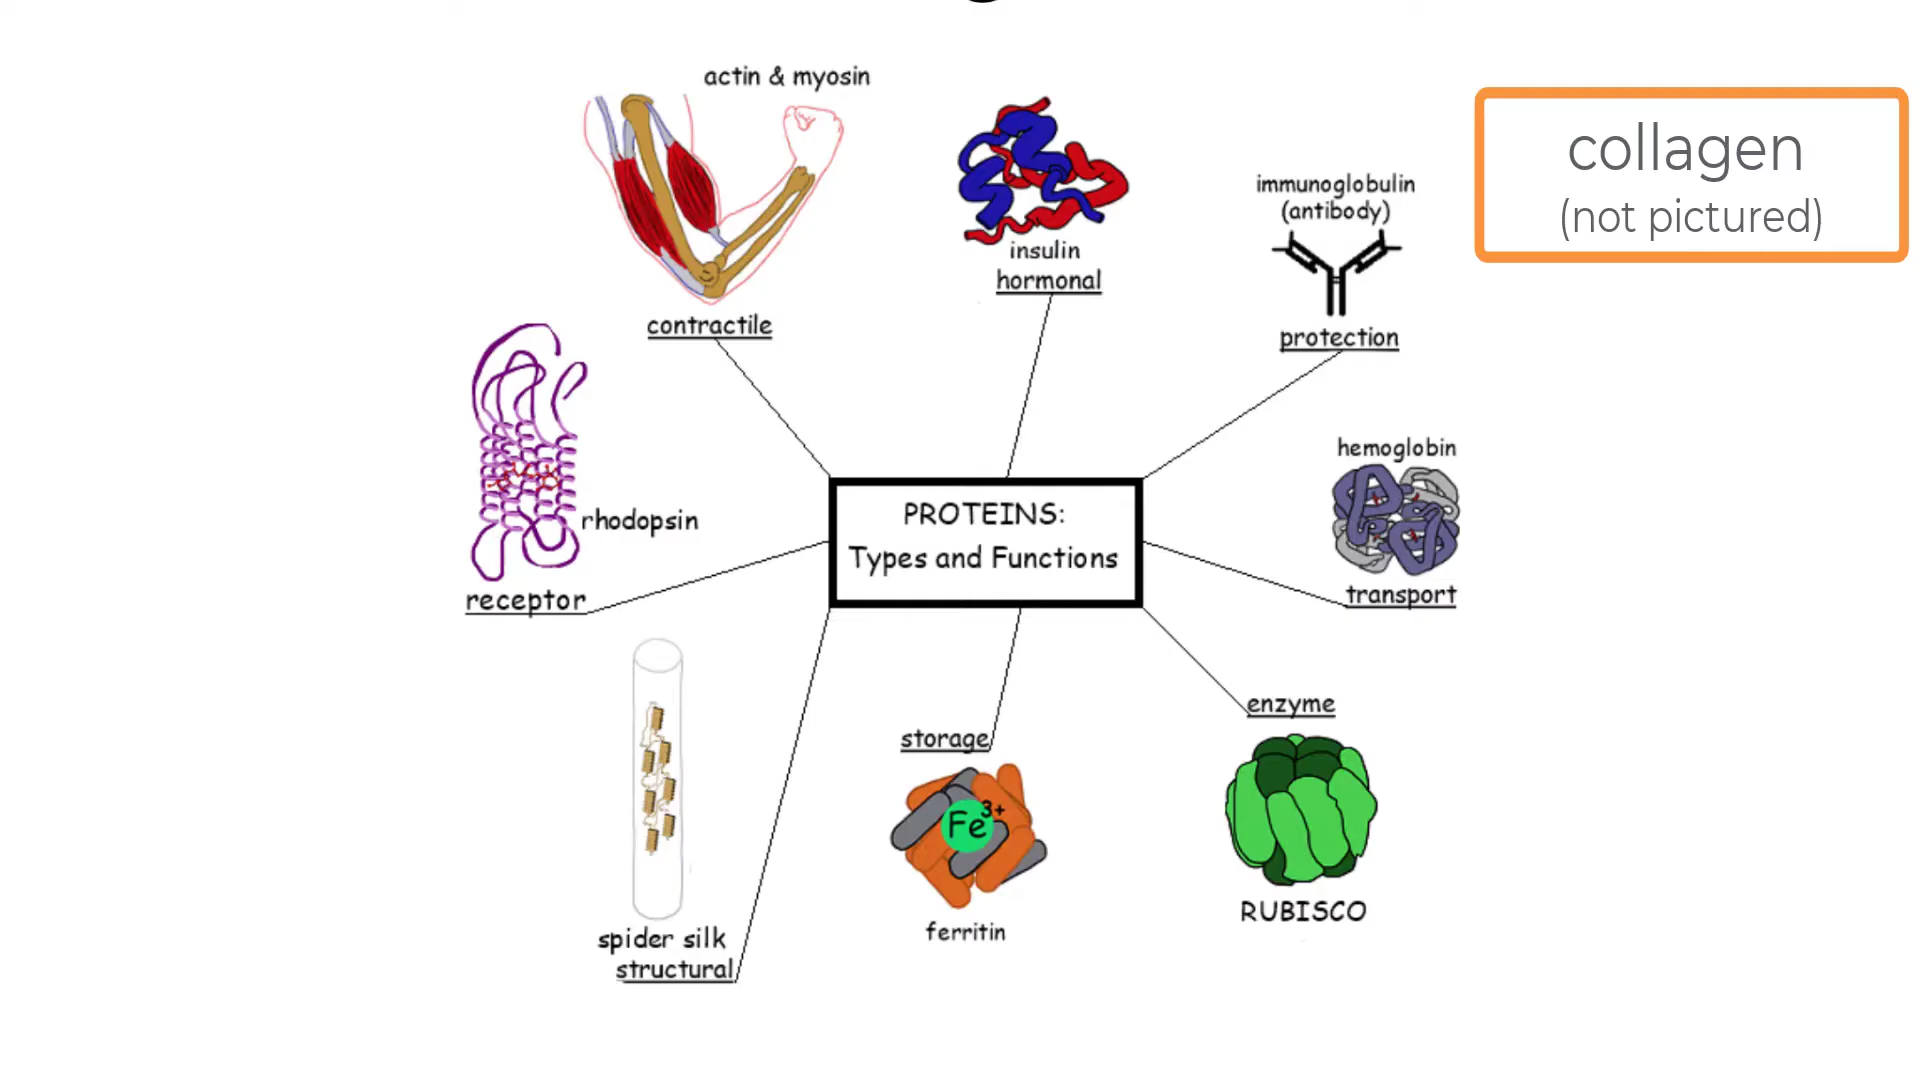 actin & myosin
contractile
insulin
hormonal
immunoglobulin
(antibody)
protection
collagen
(not pictured)
rhodopsin
receptor
PROTEINS:
Types and Functions
hemoglobin
transport
spider silk
structural
storage
Fe3+
ferritin
enzyme
RUBISCO